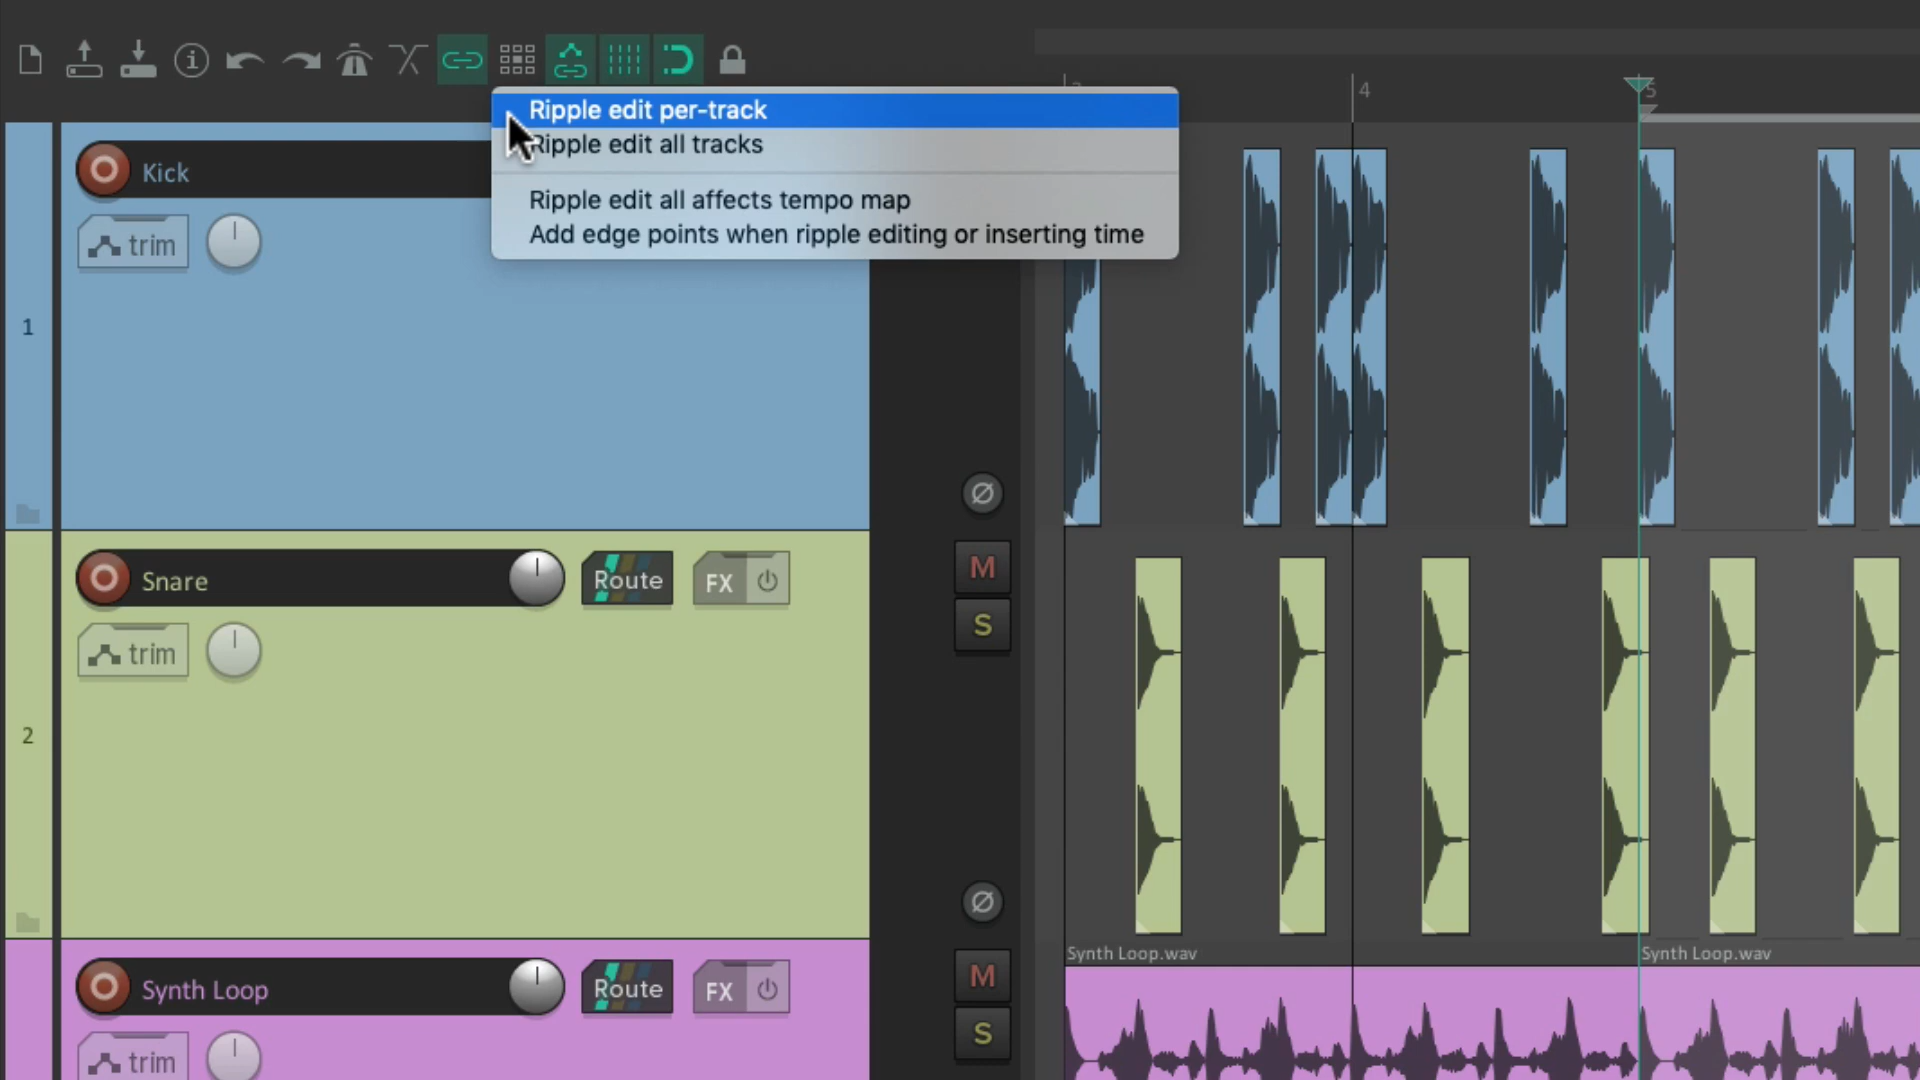 Ripple edit per-track
Ripple edit all tracks
Ripple edit all affects tempo map
Add edge points when ripple editing or inserting time
4
5
1
Kick
trim
2
Snare
Route
FX
trim
M
S
Synth Loop.wav
Synth Loop.wav
Synth Loop
Route
FX
trim
M
S